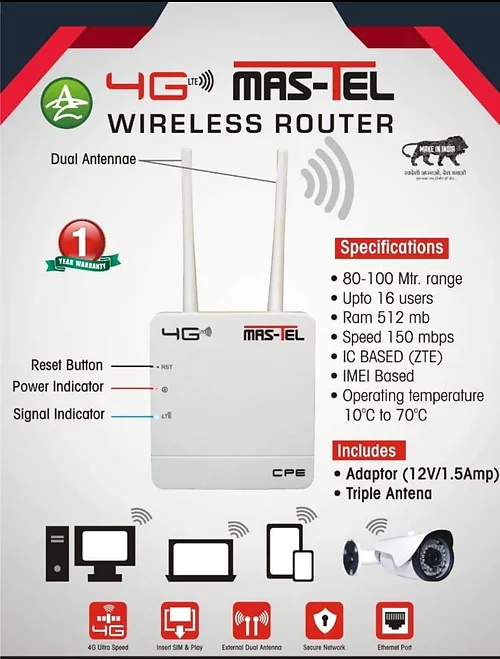 4G LTE MAS-TEL
WIRELESS ROUTER
Dual Antennae
MAKE IN INDIA
स्वदेशी अपनाओ, देश बनाओ
1
YEAR WARRANTY
Specifications
• 80-100 Mtr. range
• Upto 16 users
• Ram 512 mb
• Speed 150 mbps
• IC BASED (ZTE)
• IMEI Based
• Operating temperature
10°C to 70°C
4G MAS-TEL
Reset Button
RST
Power Indicator
Signal Indicator
LTE
CPE
Includes
• Adaptor (12V/1.5Amp)
• Triple Antena
4G
4G Ultra Speed
Insert SIM & Play
External Dual Antenna
Secure Network
Ethernet Port